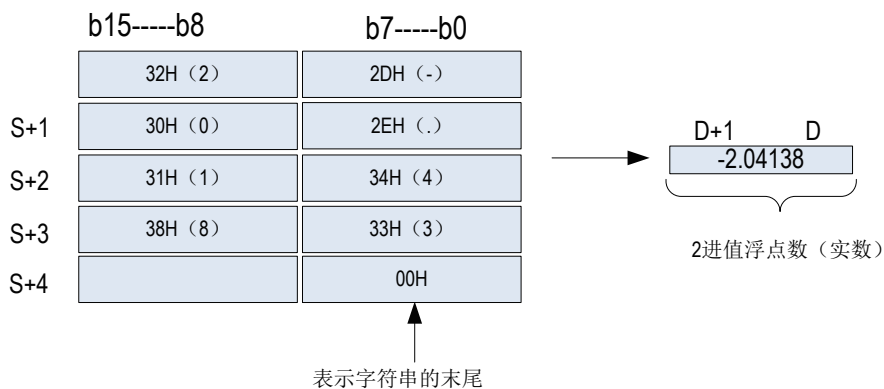 b15-----b8 b7-----b0
32H（2） 2DH（-）
S+1 30H（0） 2EH（.）
S+2 31H（1） 34H（4）
S+3 38H（8） 33H（3）
S+4 00H
D+1 D
-2.04138
2进值浮点数（实数）
表示字符串的末尾